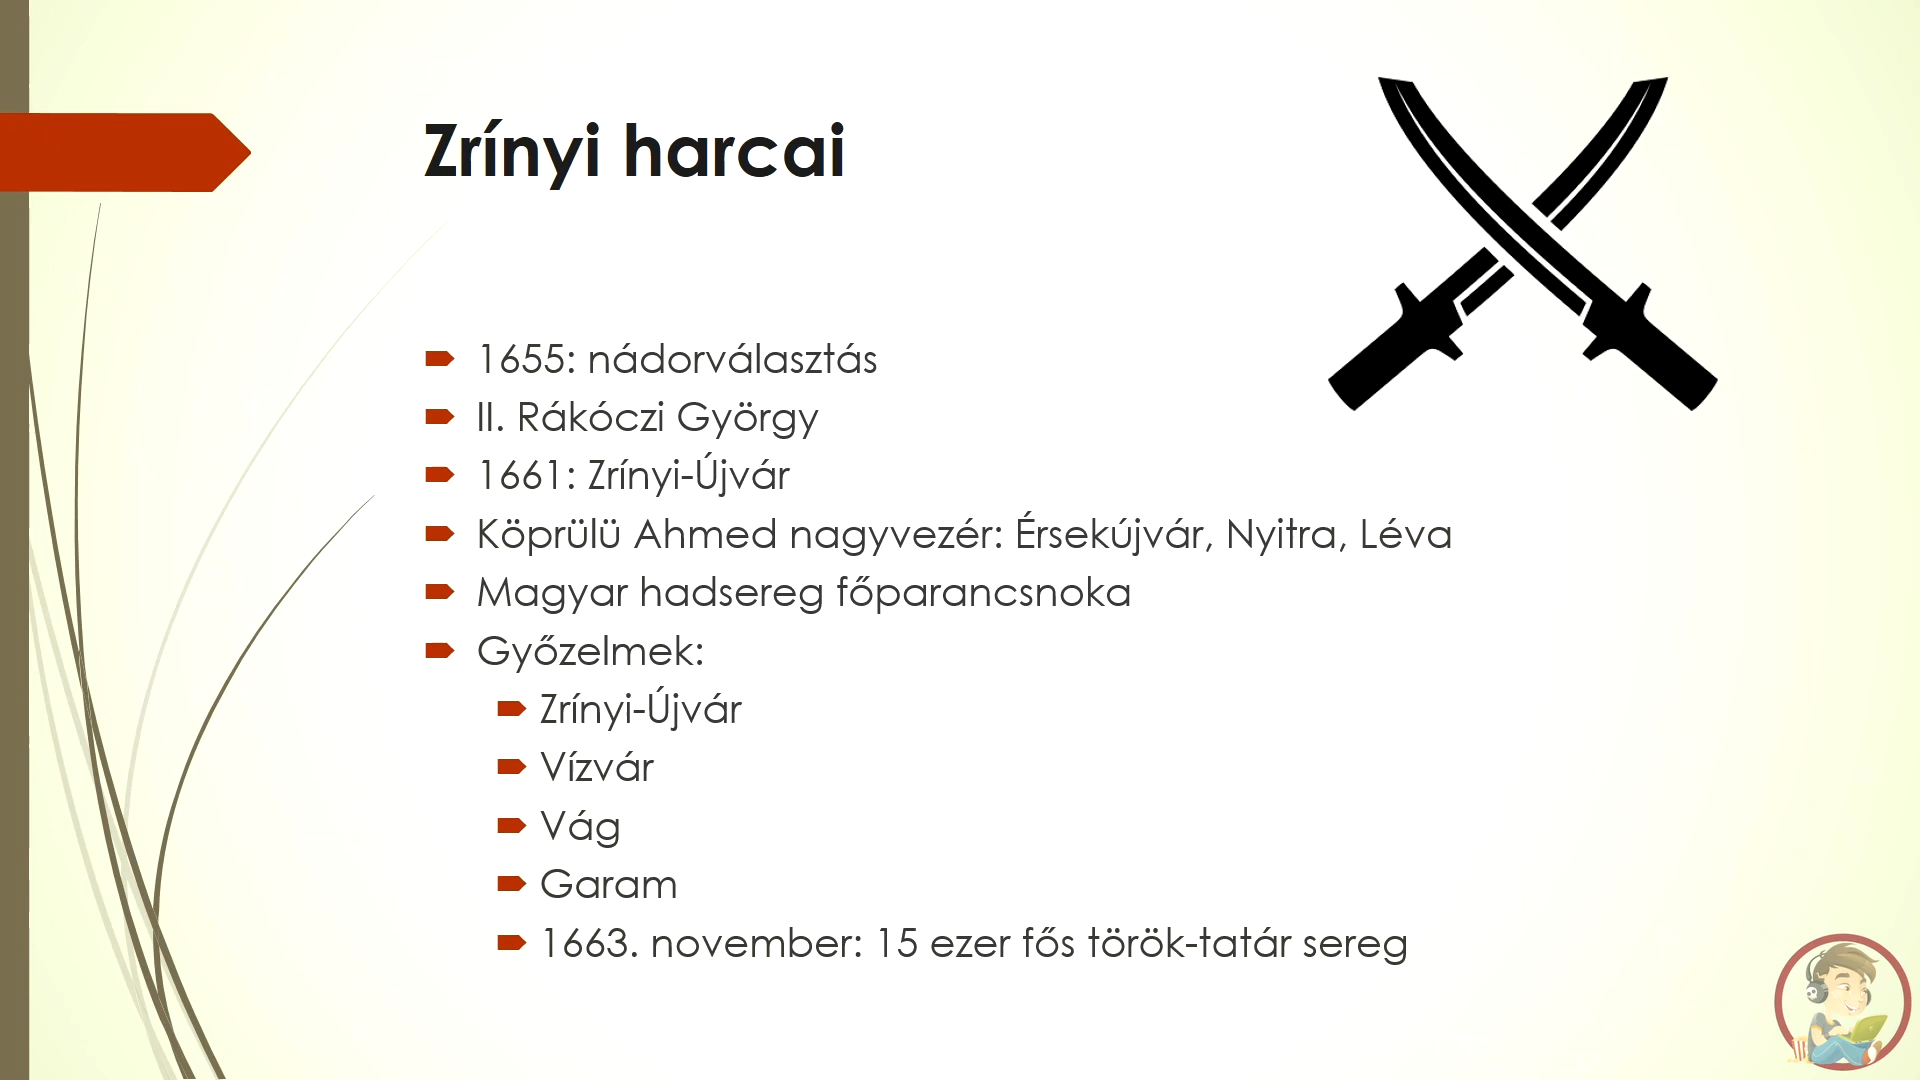 Zrínyi harcai
1655: nádorválasztás
II. Rákóczi György
1661: Zrínyi-Újvár
Köprülü Ahmed nagyvezér: Érsekújvár, Nyitra, Léva
Magyar hadsereg főparancsnoka
Győzelmek:
Zrínyi-Újvár
Vízvár
Vág
Garam
1663. november: 15 ezer fős török-tatár sereg